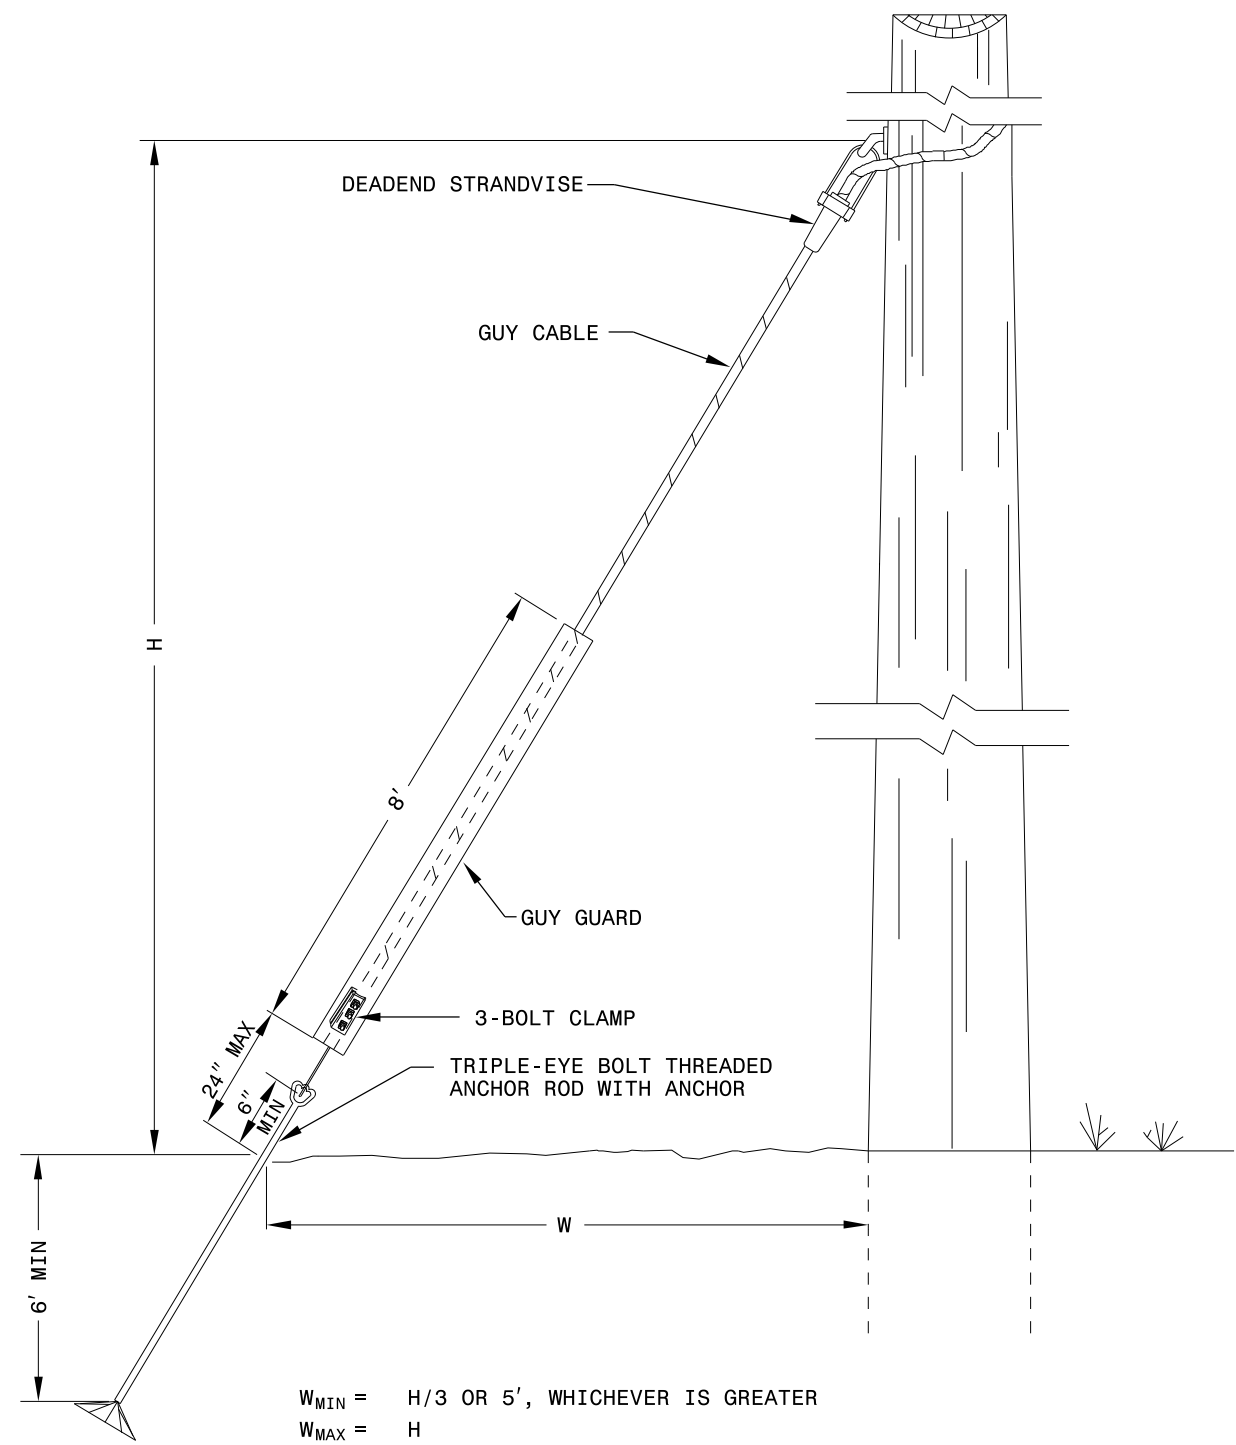 DEADEND STRANDVISE
GUY CABLE
H
8'
GUY GUARD
3-BOLT CLAMP
24" MAX
TRIPLE-EYE BOLT THREADED
ANCHOR ROD WITH ANCHOR
6"
MIN
W
6' MIN
WMIN = H/3 OR 5', WHICHEVER IS GREATER
WMAX = H